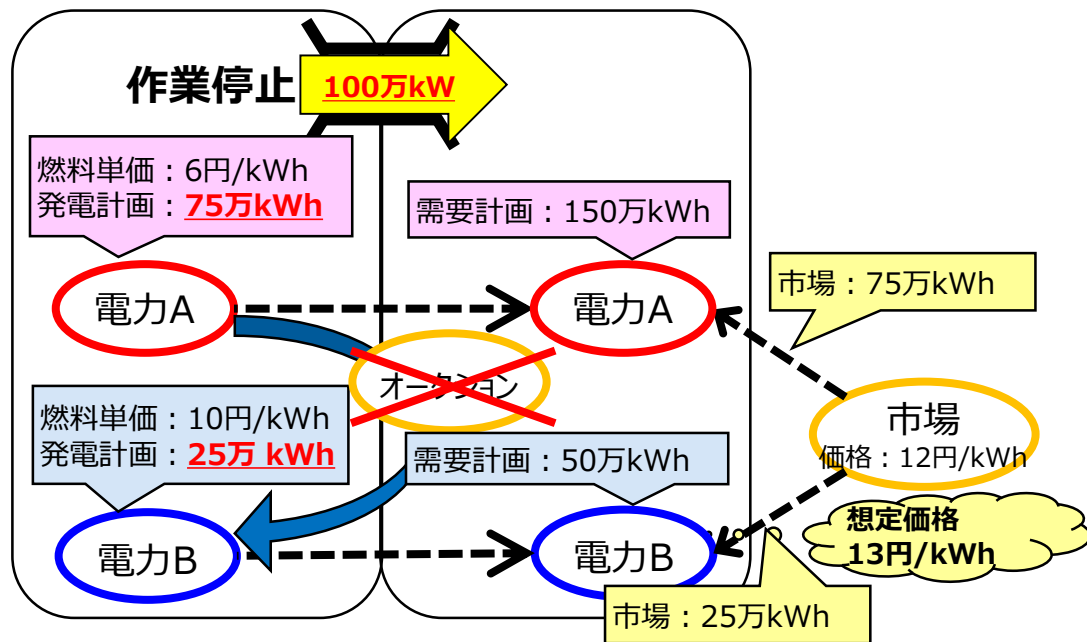 作業停止
100万kW
燃料単価：6円/kWh
発電計画：75万kWh
需要計画：150万kWh
電力A
電力A
市場：75万kWh
オークション
燃料単価：10円/kWh
発電計画：25万 kWh
需要計画：50万kWh
市場
価格：12円/kWh
想定価格
13円/kWh
電力B
電力B
市場：25万kWh